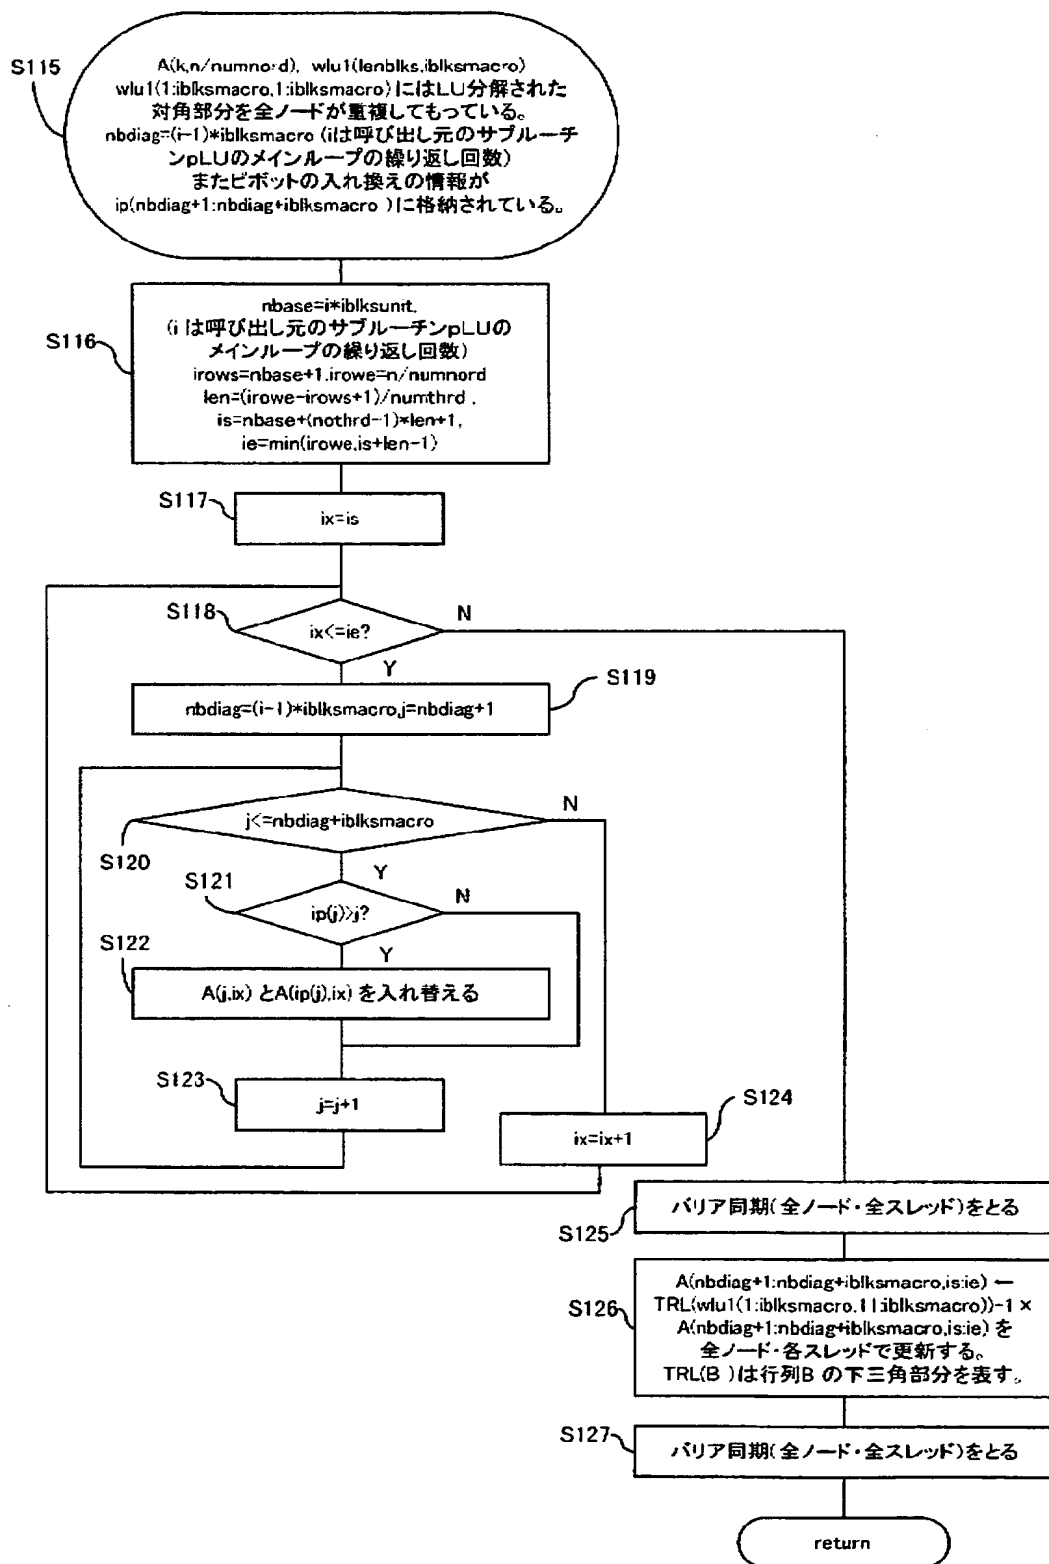 S115
A(k,n/numnord), wlu1(lenblks,iblksmacro)
wlu1(1:iblksmacro,1:iblksmacro)にはLU分解された
対角部分を全ノードが重複してもっている。
nbdiag=(i-1)*iblksmacro (iは呼び出し元のサブルーチ
ンpLUのメインループの繰り返し回数)
またピボットの入れ換えの情報が
ip(nbdiag+1:nbdiag+iblksmacro )に格納されている。
S116
nbase=i*iblksunit,
(i は呼び出し元のサブルーチンpLUの
メインループの繰り返し回数)
irows=nbase+1,irowe=n/numnord
len=(irowe-irows+1)/numthrd ,
is=nbase+(nothrd-1)*len+1,
ie=min(irowe,is+len-1)
S117
ix=is
S118
ix<=ie?
N
Y
S119
nbdiag=(i-1)*iblksmacro,j=nbdiag+1
S120
j<=nbdiag+iblksmacro
N
Y
S121
ip(j)>j?
N
Y
S122
A(j,ix) とA(ip(j),ix) を入れ替える
S123
j=j+1
S124
ix=ix+1
S125
バリア同期(全ノード・全スレッド)をとる
S126
A(nbdiag+1:nbdiag+iblksmacro,is:ie) ←
TRL(wlu1(1:iblksmacro,1:iblksmacro))-1 ×
A(nbdiag+1:nbdiag+iblksmacro,is:ie) を
全ノード・各スレッドで更新する。
TRL(B )は行列B の下三角部分を表す。
S127
バリア同期(全ノード・全スレッド)をとる
return